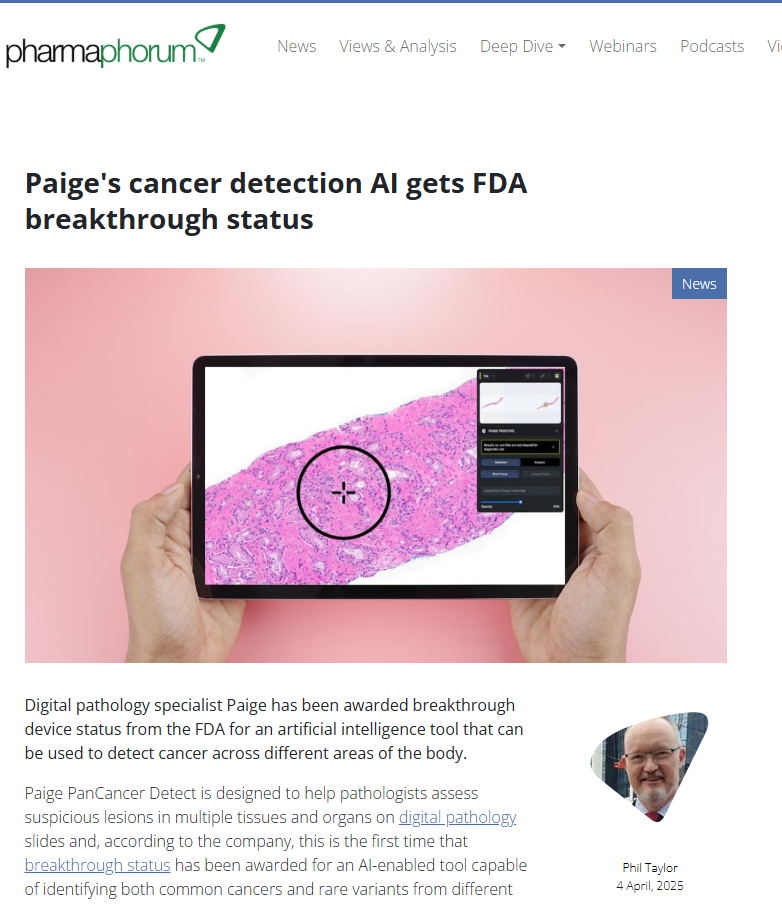 pharmaphorum™
News Views & Analysis Deep Dive Webinars Podcasts Vi
Paige's cancer detection AI gets FDA
breakthrough status
News
PAIGE PROSTATE
Digital pathology specialist Paige has been awarded breakthrough
device status from the FDA for an artificial intelligence tool that can
be used to detect cancer across different areas of the body.
Paige PanCancer Detect is designed to help pathologists assess
suspicious lesions in multiple tissues and organs on digital pathology
slides and, according to the company, this is the first time that
breakthrough status has been awarded for an AI-enabled tool capable
of identifying both common cancers and rare variants from different
Phil Taylor
4 April, 2025